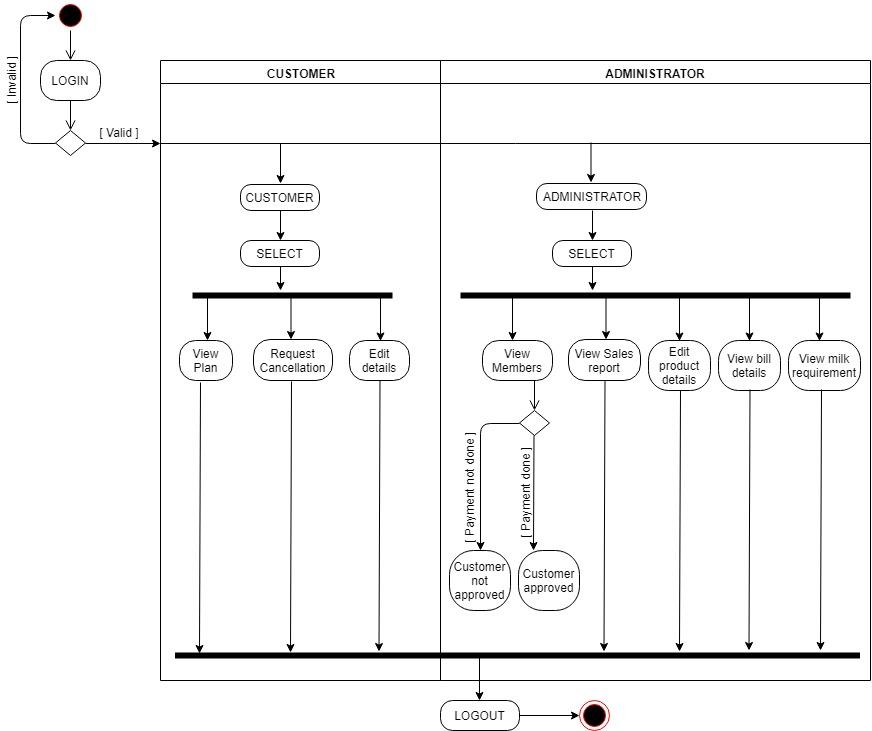 [ Invalid ]
LOGIN
[ Valid ]
CUSTOMER
ADMINISTRATOR
CUSTOMER
ADMINISTRATOR
SELECT
SELECT
View
Plan
Request
Cancellation
Edit
details
View
Members
View Sales
report
Edit
product
details
View bill
details
View milk
requirement
[ Payment not done ]
[ Payment done ]
Customer
not
approved
Customer
approved
LOGOUT